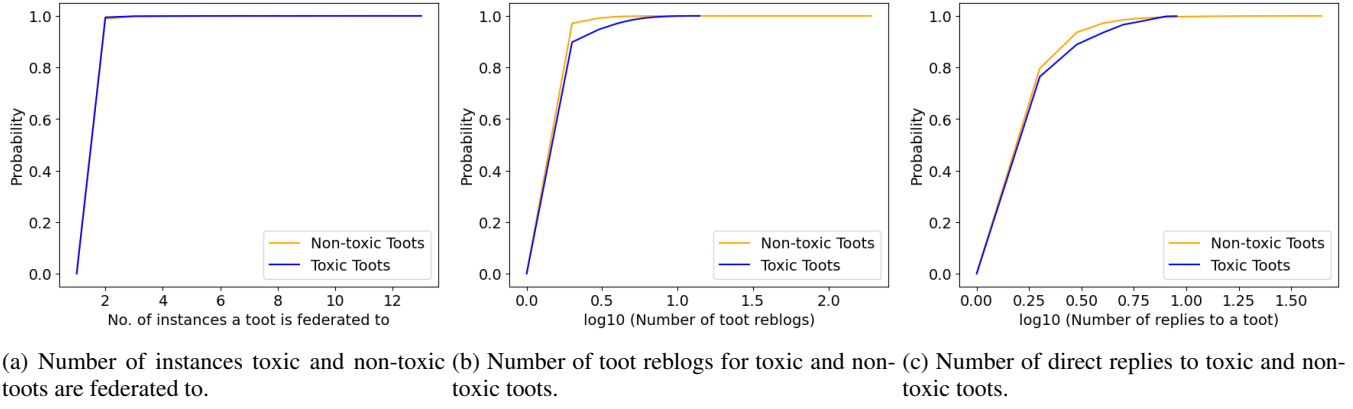 1.0
0.8
0.6
0.4
0.2
0.0
Probability
Non-toxic Toots
Toxic Toots
2 4 6 8 10 12
No. of instances a toot is federated to
1.0
0.8
0.6
0.4
0.2
0.0
Probability
Non-toxic Toots
Toxic Toots
0.0 0.5 1.0 1.5 2.0
log10 (Number of toot reblogs)
1.0
0.8
0.6
0.4
0.2
0.0
Probability
Non-toxic Toots
Toxic Toots
0.00 0.25 0.50 0.75 1.00 1.25 1.50
log10 (Number of replies to a toot)
(a) Number of instances toxic and non-toxic
toots are federated to.
(b) Number of toot reblogs for toxic and non-
toxic toots.
(c) Number of direct replies to toxic and non-
toxic toots.